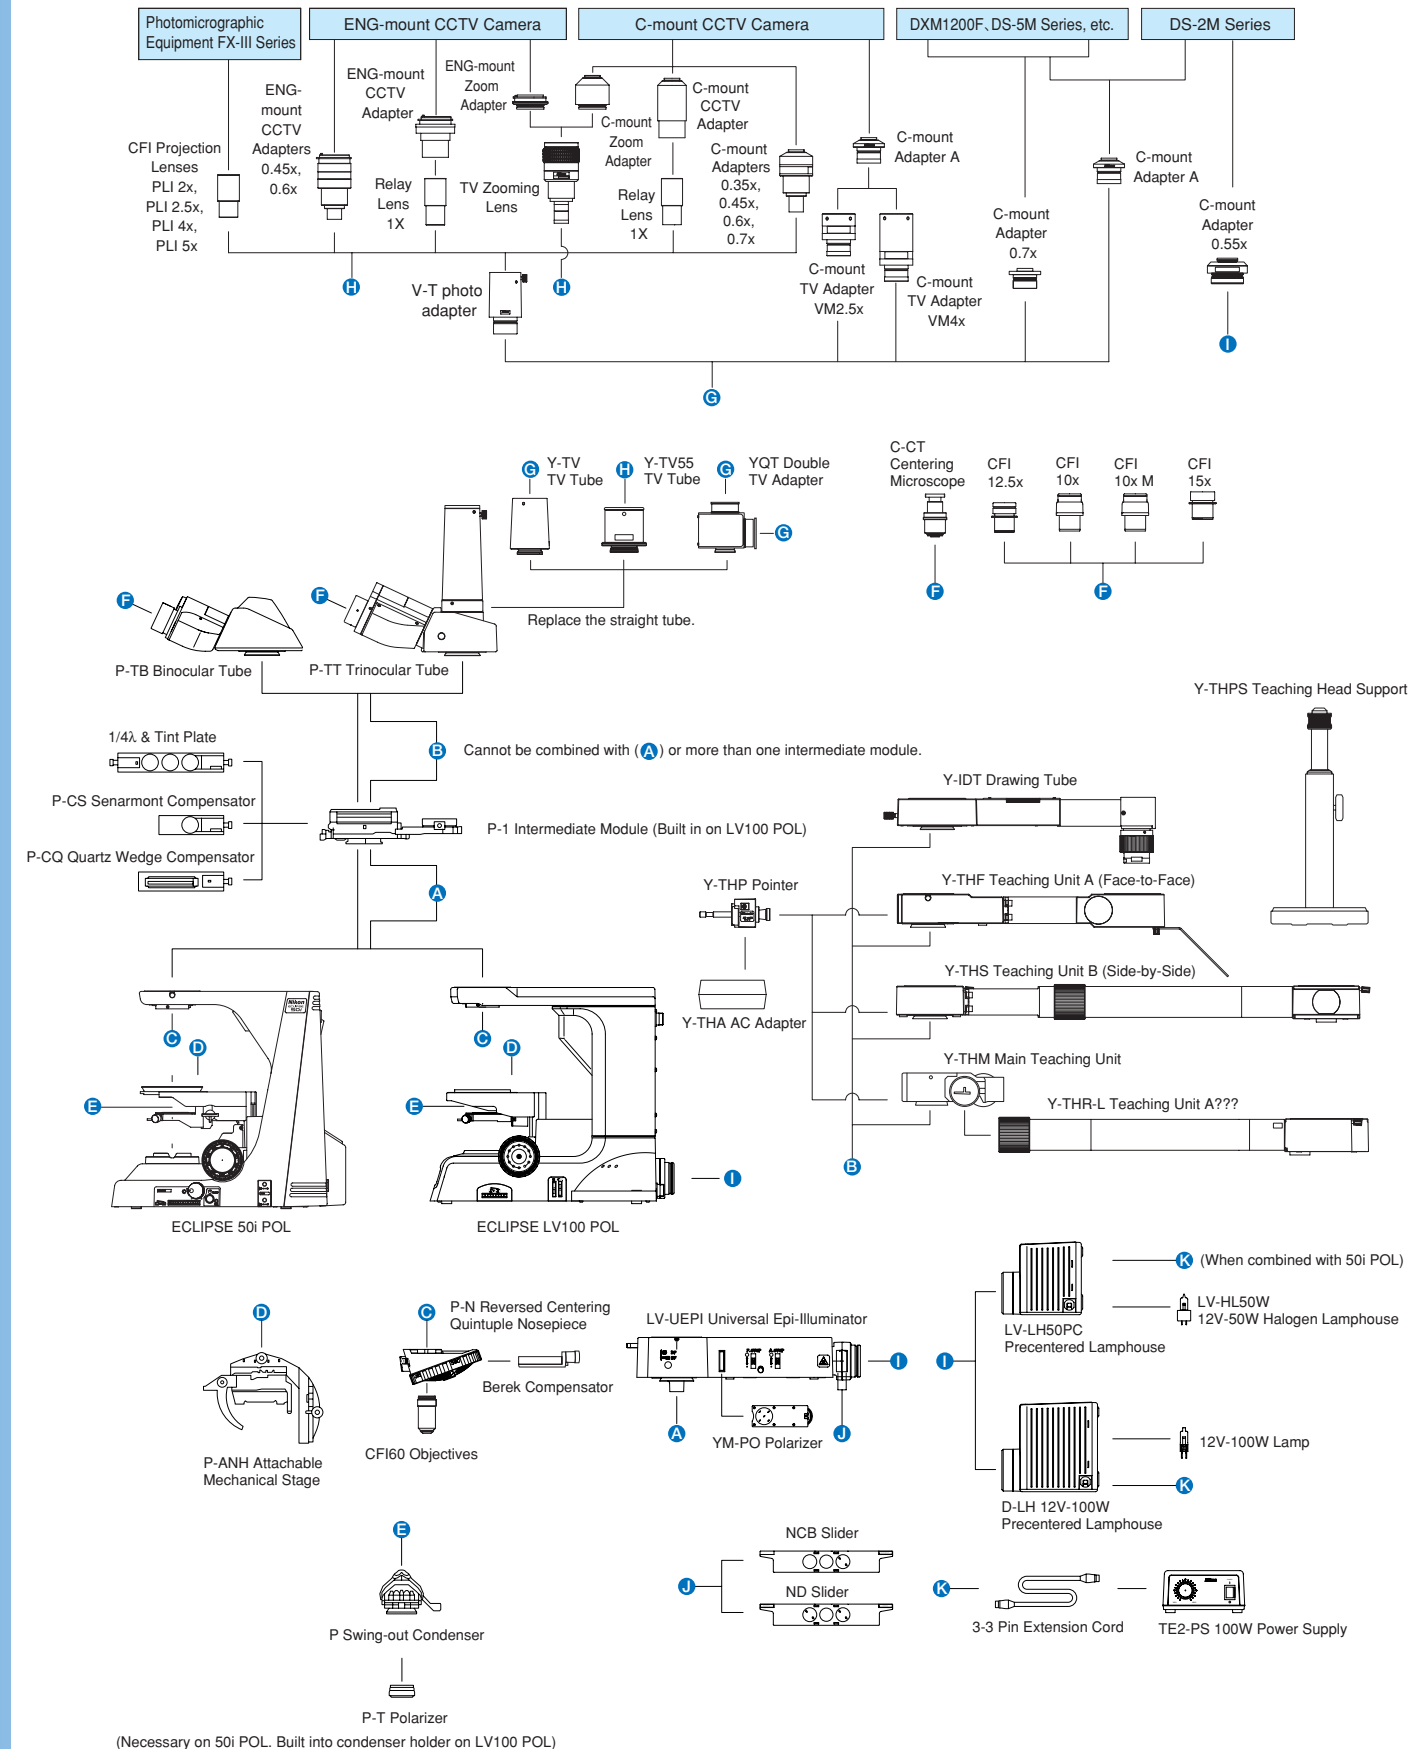 Photomicrographic
Equipment FX-III Series
ENG-mount CCTV Camera
C-mount CCTV Camera
DXM1200F、DS-5M Series, etc.
DS-2M Series
CFI Projection
Lenses
PLI 2x,
PLI 2.5x,
PLI 4x,
PLI 5x
ENG-
mount
CCTV
Adapters
0.45x,
0.6x
ENG-mount
CCTV
Adapter
Relay
Lens
1X
ENG-mount
Zoom
Adapter
TV Zooming
Lens
C-mount
Zoom
Adapter
C-mount
CCTV
Adapter
Relay
Lens
1X
C-mount
Adapters
0.35x,
0.45x,
0.6x,
0.7x
C-mount
Adapter A
C-mount
TV Adapter
VM2.5x
C-mount
TV Adapter
VM4x
C-mount
Adapter
0.7x
C-mount
Adapter A
C-mount
Adapter
0.55x
H
V-T photo
adapter
H
I
G
G
Y-TV
TV Tube
H
Y-TV55
TV Tube
G
YQT Double
TV Adapter
G
C-CT
Centering
Microscope
CFI
12.5x
CFI
10x
CFI
10x M
CFI
15x
F
F
F
F
Replace the straight tube.
P-TB Binocular Tube
P-TT Trinocular Tube
Y-THPS Teaching Head Support
1/4λ & Tint Plate
B
Cannot be combined with (A) or more than one intermediate module.
P-CS Senarmont Compensator
P-1 Intermediate Module (Built in on LV100 POL)
P-CQ Quartz Wedge Compensator
A
Y-IDT Drawing Tube
Y-THP Pointer
Y-THF Teaching Unit A (Face-to-Face)
Y-THA AC Adapter
Y-THS Teaching Unit B (Side-by-Side)
Y-THM Main Teaching Unit
Y-THR-L Teaching Unit A???
B
Nikon
ECLIPSE
50i
C
D
E
C
D
E
I
ECLIPSE 50i POL
ECLIPSE LV100 POL
D
P-ANH Attachable
Mechanical Stage
C
P-N Reversed Centering
Quintuple Nosepiece
Berek Compensator
CFI60 Objectives
LV-UEPI Universal Epi-Illuminator
I
A
YM-PO Polarizer
J
I
K
(When combined with 50i POL)
LV-HL50W
12V-50W Halogen Lamphouse
LV-LH50PC
Precentered Lamphouse
12V-100W Lamp
K
D-LH 12V-100W
Precentered Lamphouse
E
P Swing-out Condenser
P-T Polarizer
(Necessary on 50i POL. Built into condenser holder on LV100 POL)
NCB Slider
J
ND Slider
K
3-3 Pin Extension Cord
TE2-PS 100W Power Supply